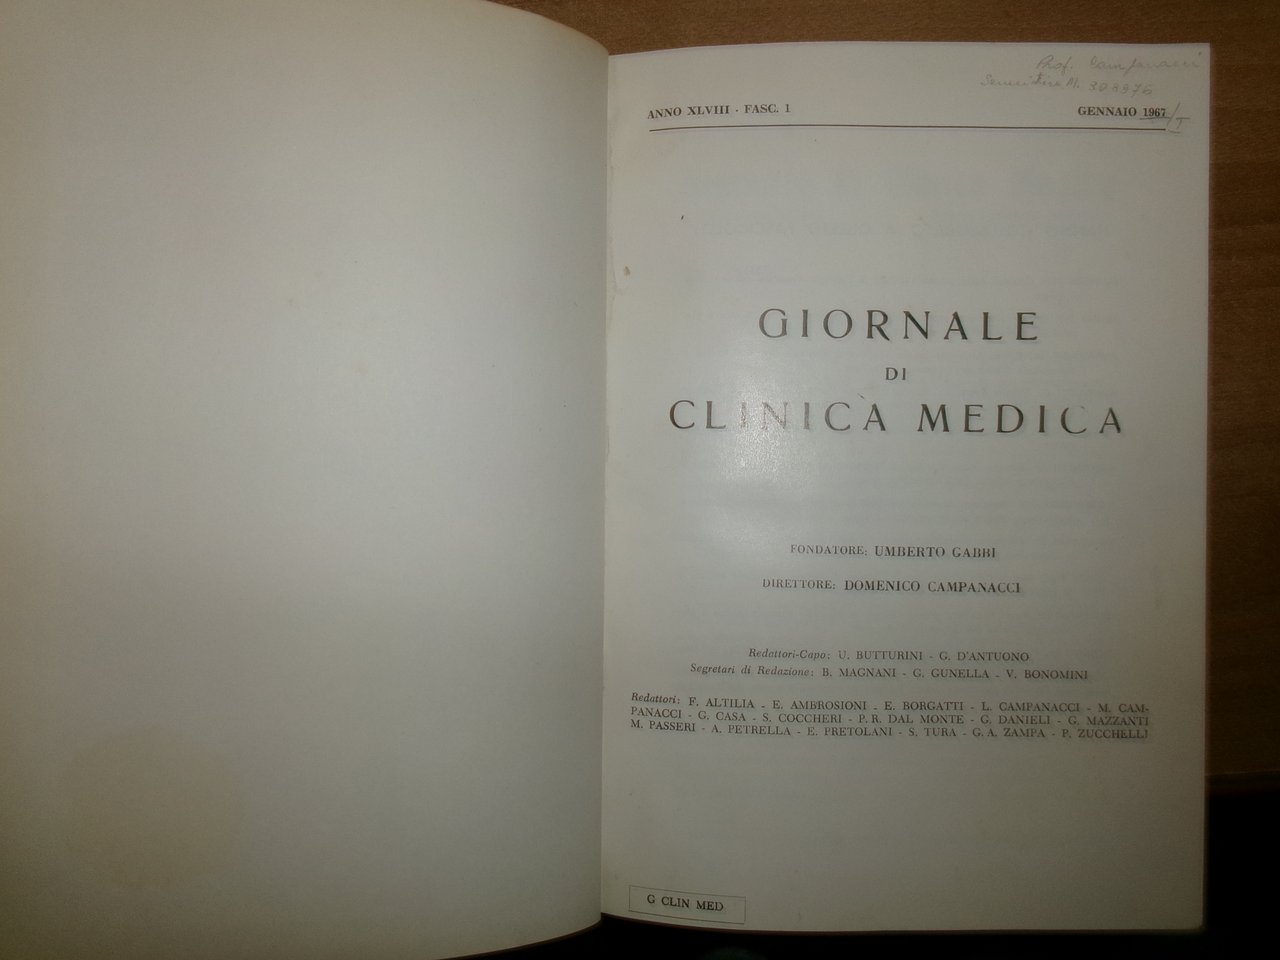 Prof. Campanacci
ANNO XLVIII - FASC. 1
GENNAIO 1967
GIORNALE
DI
CLINICA MEDICA
FONDATORE: UMBERTO GABBI
DIRETTORE: DOMENICO CAMPANACCI
Redattori-Capo: U. BUTTURINI - G. D'ANTUONO
Segretari di Redazione: B. MAGNANI - G. GUNELLA - V. BONOMINI
Redattori: F. ALTILIA - E. AMBROSIONI - E. BORGATTI - L. CAMPANACCI - M. CAM-
PANACCI - G. CASA - S. COCCHERI - P. R. DAL MONTE - G. DANIELI - G. MAZZANTI
M. PASSERI - A. PETRELLA - E. PRETOLANI - S. TURA - G. A. ZAMPA - P. ZUCCHELLI
G CLIN MED